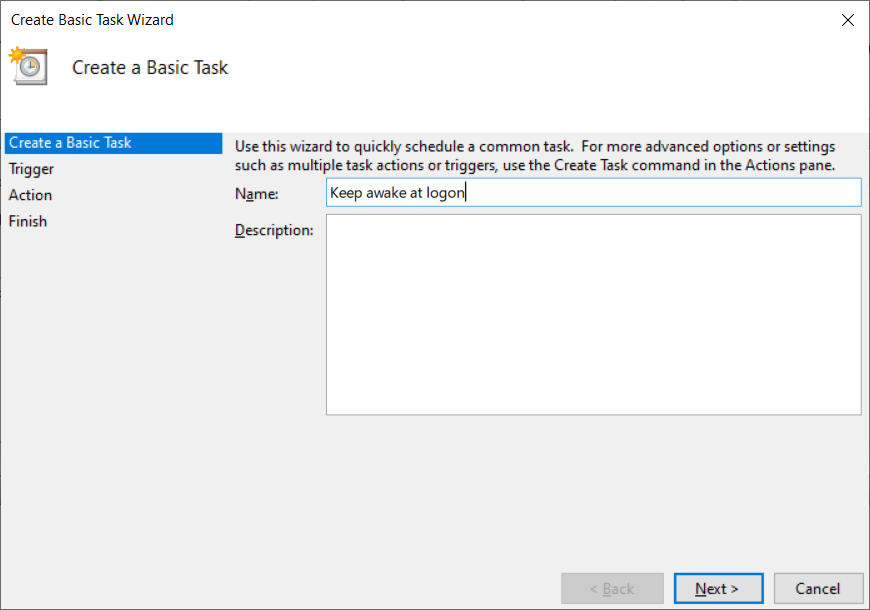 Create Basic Task Wizard
Create a Basic Task
Create a Basic Task
Trigger
Action
Finish
Use this wizard to quickly schedule a common task.  For more advanced options or settings
such as multiple task actions or triggers, use the Create Task command in the Actions pane.
Name: Keep awake at logon
Description:
< Back Next > Cancel